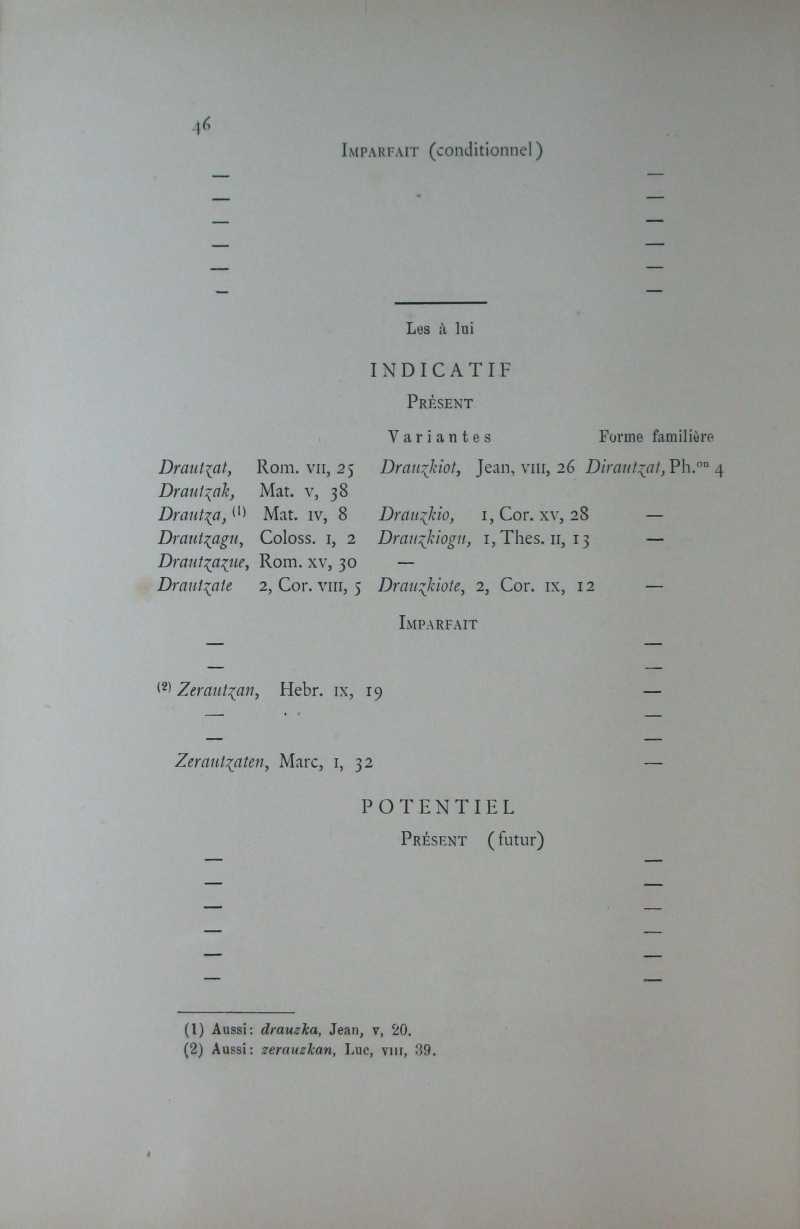 46
IMPARFAIT (conditionnel)
— —
— —
— —
— —
— —
— —
Les à lui
INDICATIF
PRÉSENT
Variantes Forme familière
Drautzat, Rom. VII, 25 Drauzkiot, Jean, VIII, 26 Dirautzat, Ph.on 4
Drautzak, Mat. V, 38
Drautza, (1) Mat. IV, 8 Drauzkio, 1, Cor. XV, 28 —
Drautzagu, Coloss. I, 2 Drauzkiogu, 1, Thes. II, 13 —
Drautzazue, Rom. XV, 30 —
Drautzate 2, Cor. VIII, 5 Drauzkiote, 2, Cor. IX, 12 —
IMPARFAIT
— —
— —
(2) Zerautzan, Hebr. IX, 19 —
— —
— —
Zerautzaten, Marc, I, 32 —
POTENTIEL
PRÉSENT (futur)
— —
— —
— —
— —
— —
— —
(1) Aussi: drauzka, Jean, V, 20.
(2) Aussi: zerauzkan, Luc, VIII, 39.